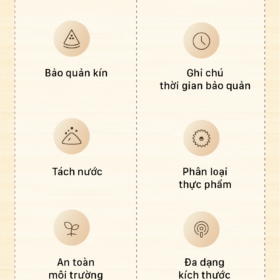 Bảo quản kín
Ghi chú
thời gian bảo quản
Tách nước
Phân loại
thực phẩm
An toàn
môi trường
Đa dạng
kích thước